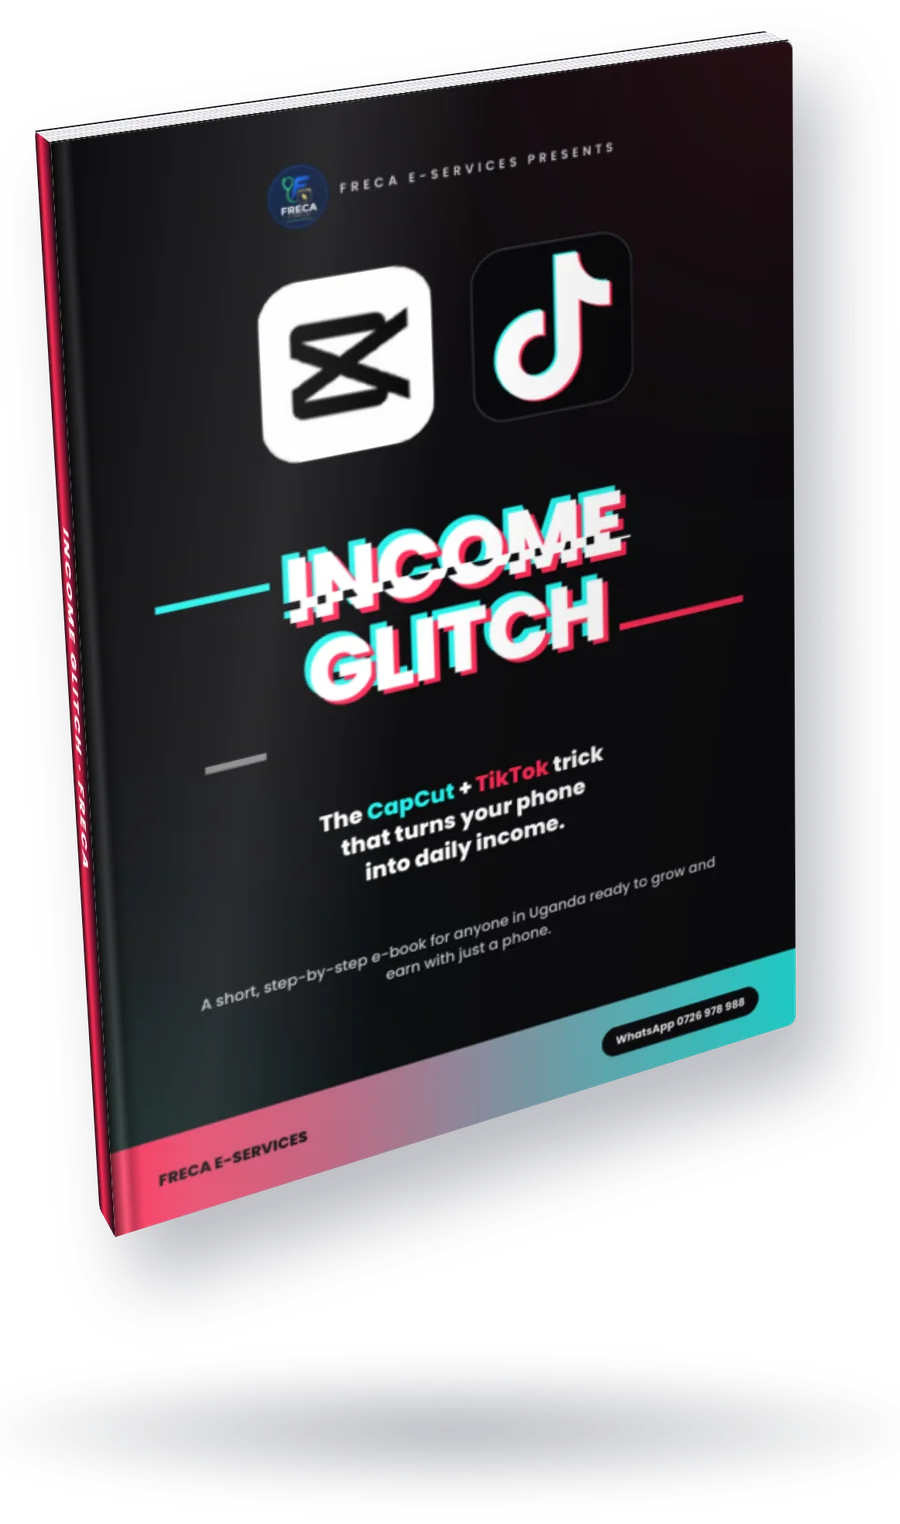 FRECA
FRECA E-SERVICES PRESENTS
INCOME
GLITCH
The CapCut + TikTok trick
that turns your phone
into daily income.
A short, step-by-step e-book for anyone in Uganda ready to grow and
earn with just a phone.
WhatsApp 0726 978 988
FRECA E-SERVICES
INCOME GLITCH · FRECA